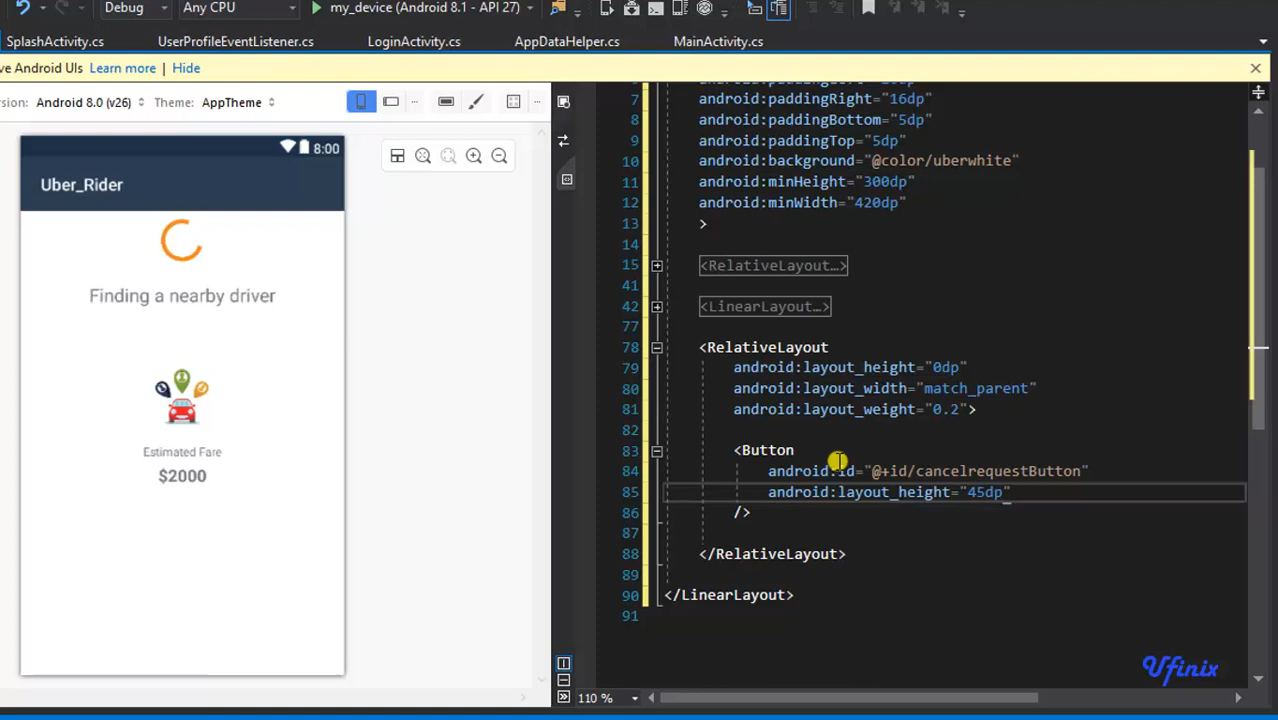 Debug Any CPU my_device (Android 8.1 - API 27)
SplashActivity.cs UserProfileEventListener.cs LoginActivity.cs AppDataHelper.cs MainActivity.cs
ve Android UIs Learn more Hide
rsion: Android 8.0 (v26) Theme: AppTheme
8:00
Uber_Rider
Finding a nearby driver
Estimated Fare
$2000
7 android:paddingRight="16dp"
8 android:paddingBottom="5dp"
9 android:paddingTop="5dp"
10 android:background="@color/uberwhite"
11 android:minHeight="300dp"
12 android:minWidth="420dp"
13 >
14
15 <RelativeLayout...>
41
42 <LinearLayout...>
77
78 <RelativeLayout
79 android:layout_height="0dp"
80 android:layout_width="match_parent"
81 android:layout_weight="0.2">
82
83 <Button
84 android:id="@+id/cancelrequestButton"
85 android:layout_height="45dp"
86 />
87
88 </RelativeLayout>
89
90 </LinearLayout>
91
Ufinix
110 %